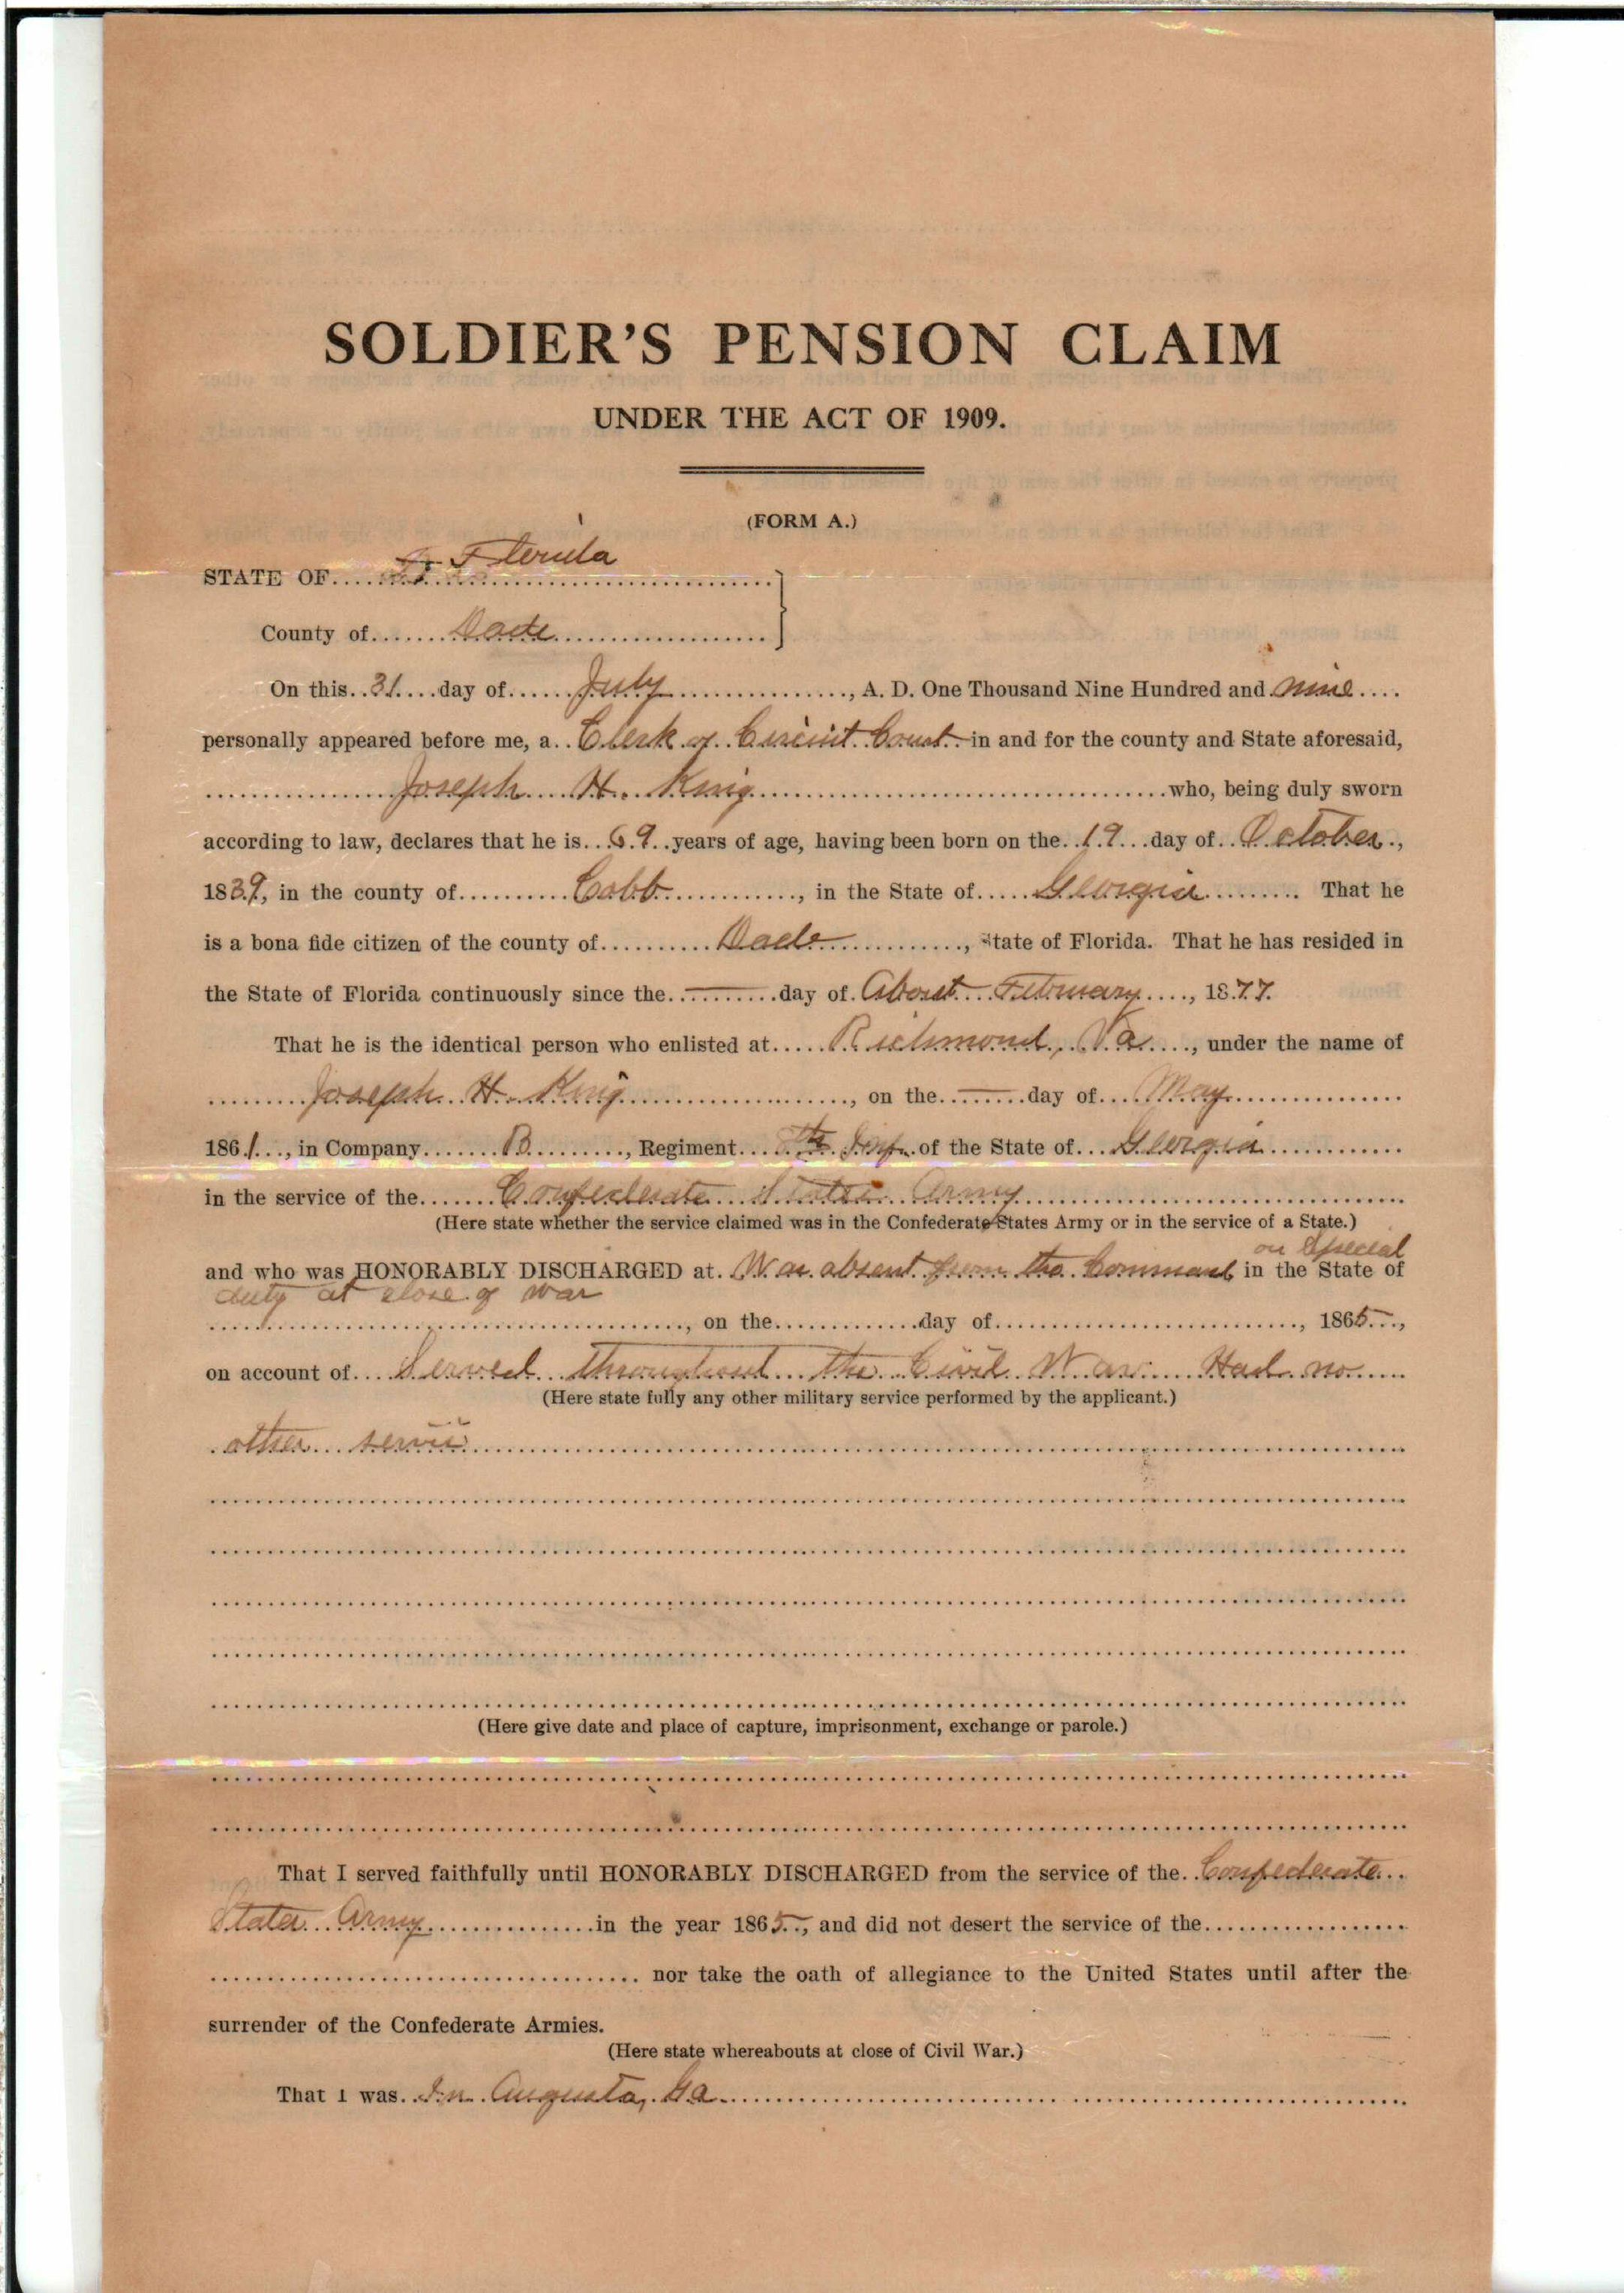 SOLDIER'S PENSION CLAIM
UNDER THE ACT OF 1909.
(FORM A.)
STATE OF Florida
County of Dade
On this 31 day of July, A. D. One Thousand Nine Hundred and nine
personally appeared before me, a Clerk of Circuit Court in and for the county and State aforesaid,
Joseph H. King who, being duly sworn
according to law, declares that he is 69 years of age, having been born on the 19 day of October,
1839, in the county of Cobb, in the State of Georgia. That he
is a bona fide citizen of the county of Dade, State of Florida. That he has resided in
the State of Florida continuously since the — day of About February, 1877.
That he is the identical person who enlisted at Richmond, Va, under the name of
Joseph H. King, on the — day of May
1861, in Company B, Regiment 8th Inf. of the State of Georgia
in the service of the Confederate States Army
(Here state whether the service claimed was in the Confederate States Army or in the service of a State.)
on Special
and who was HONORABLY DISCHARGED at Was absent from the Command in the State of
duty at close of war
, on the day of , 1865,
on account of Served throughout the Civil War. Had no
(Here state fully any other military service performed by the applicant.)
other
(Here give date and place of capture, imprisonment, exchange or parole.)
That I served faithfully until HONORABLY DISCHARGED from the service of the Confederate
States Army in the year 1865, and did not desert the service of the
nor take the oath of allegiance to the United States until after the
surrender of the Confederate Armies.
(Here state whereabouts at close of Civil War.)
That I was In Augusta, Ga